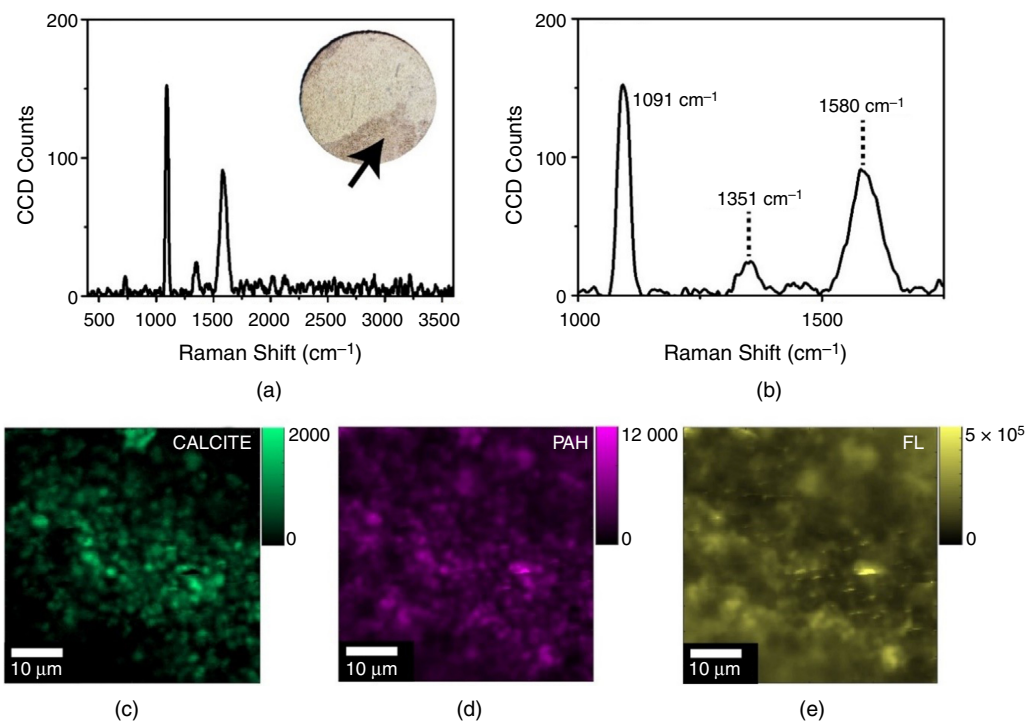 200
100
0
CCD Counts
500 1000 1500 2000 2500 3000 3500
Raman Shift (cm⁻¹)
(a)
200
100
0
CCD Counts
1091 cm⁻¹
1351 cm⁻¹
1580 cm⁻¹
1000 1500
Raman Shift (cm⁻¹)
(b)
CALCITE
2000
0
10 μm
(c)
PAH
12 000
0
10 μm
(d)
FL
5 × 10⁵
0
10 μm
(e)